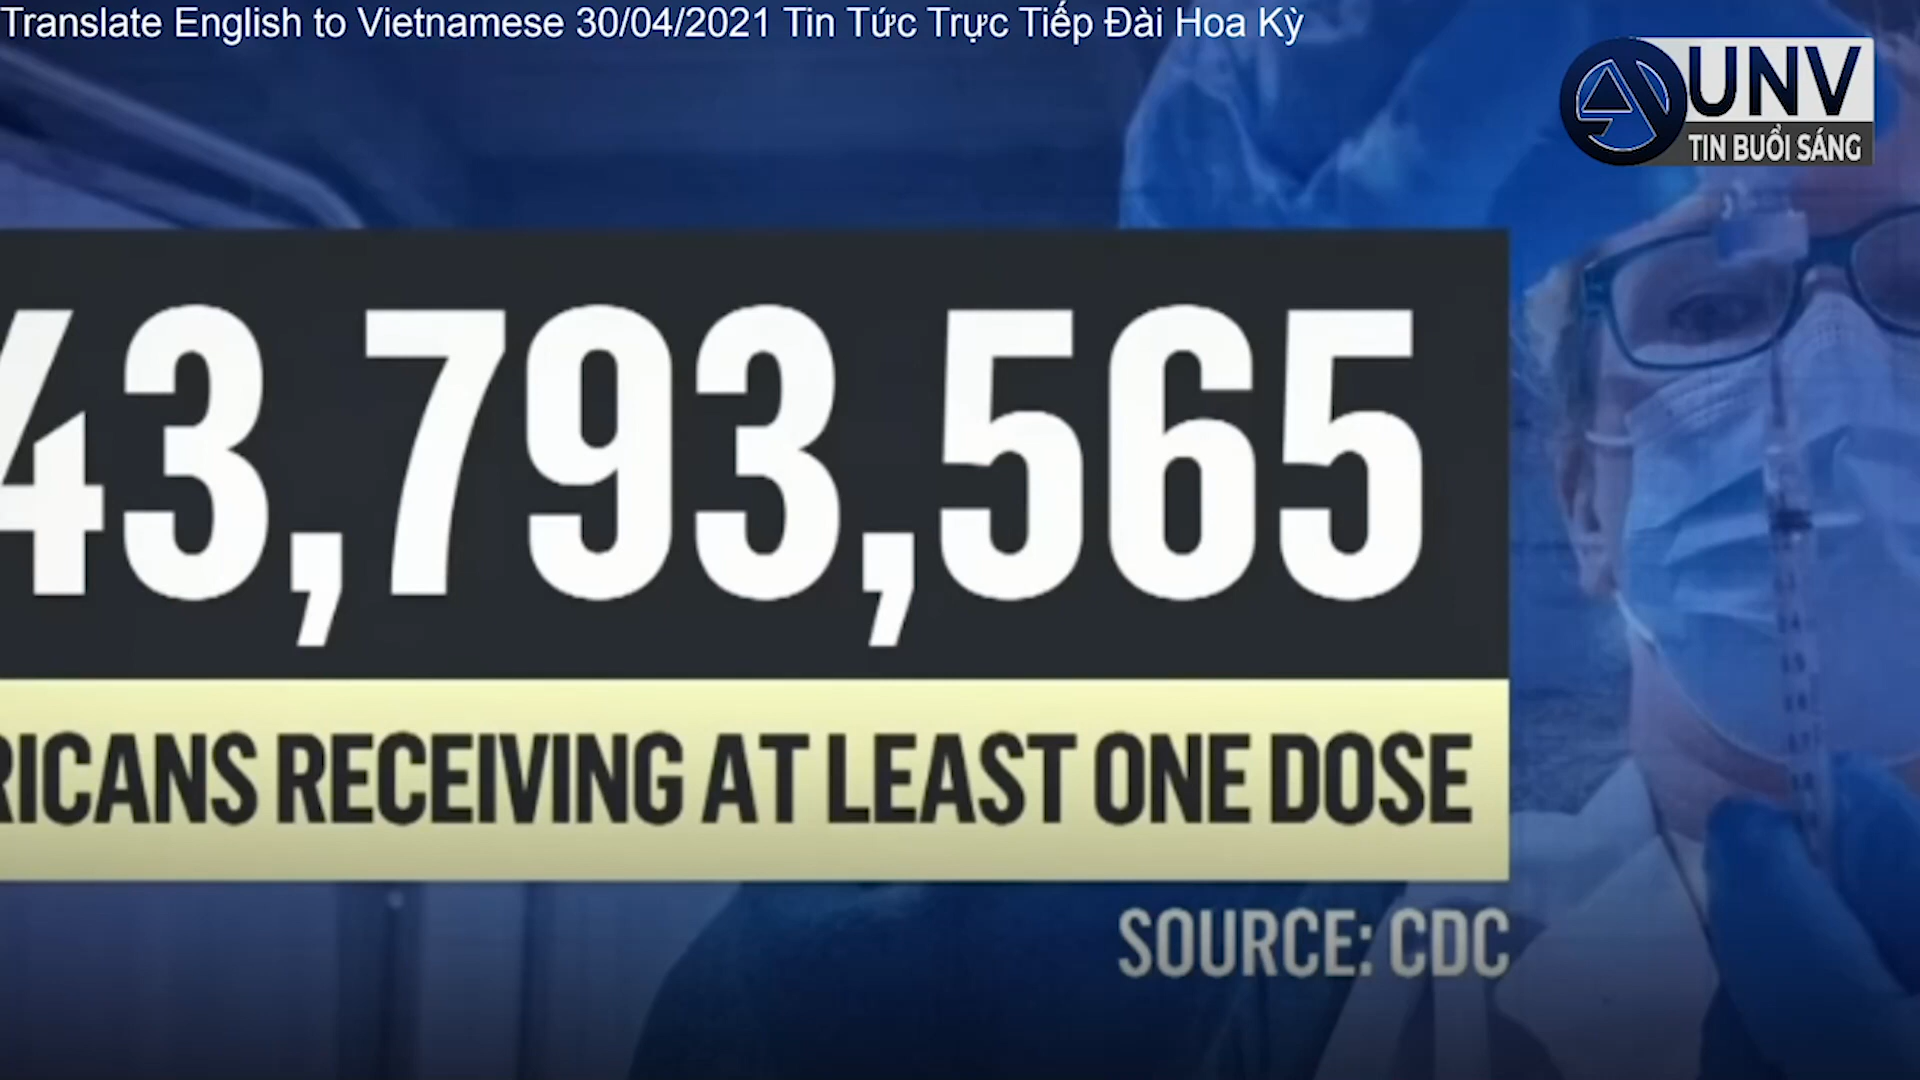 Translate English to Vietnamese 30/04/2021 Tin Tức Trực Tiếp Đài Hoa Kỳ
UNV
TIN BUỔI SÁNG
43,793,565
RICANS RECEIVING AT LEAST ONE DOSE
SOURCE: CDC